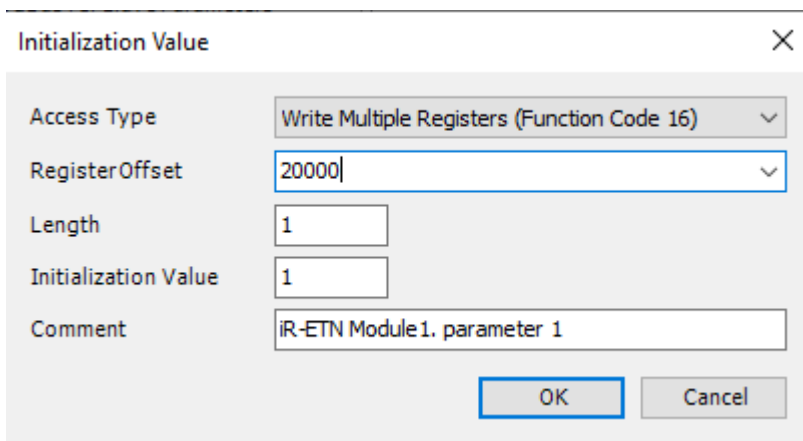 Initialization Value
Access Type Write Multiple Registers (Function Code 16)
RegisterOffset 20000
Length 1
Initialization Value 1
Comment iR-ETN Module1. parameter 1
OK Cancel